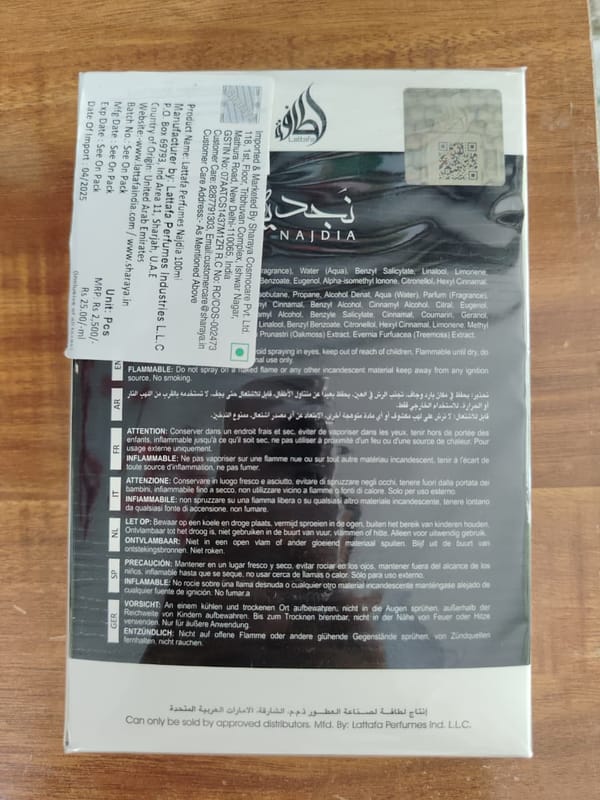 لطافة
Lattafa
Imported & Marketed By: Sharaya Cosmocare Pvt. Ltd.
118, 1st, Floor, Tribhuvan Complex, Ishwar Nagar,
Mathura Road, New Delhi-110065, India
GSTIN No: 07AATCS1437M1ZR R.C No: RC/COS-002473
Customer Care: 8287791303, Email:customercare@sharaya.in
Customer Care Address:- As Mentioned Above
Product Name: Lattafa Perfumes Najdia 100ml
Manufacturer by: Lattafa Perfumes Industries L.L.C
P.O. Box 69793, Ind Area 11, Sharjah, U.A.E
Country of Origin: United Arab Emirates
Website:-www.lattafaindia.com / www.sharaya.in
Batch No.: See On Pack
Mfg Date : See On Pack
Exp Date : See On Pack
Date Of Import : 04/2025
Unit: Pcs
MRP: Rs 2,500/-
Rs 25.00/-ml
NAJDIA
ragrance), Water (Aqua), Benzyl Salicylate, Linalool, Limonene,
Benzoate, Eugenol, Alpha-isomethyl Ionone, Citronellol, Hexyl Cinnamal.
obutane, Propane, Alcohol Denat, Aqua (Water), Parfum (Fragrance),
myl Cinnamal, Benzyl Alcohol, Cinnamyl Alcohol, Citral, Eugenol,
myl Alcohol, Benzyle Salicylate, Cinnamal, Coumarin, Geraniol,
Linalool, Benzyl Benzoate, Citronellol, Hexyl Cinnamal, Limonene, Methyl
Prunastri (Oakmoss) Extract, Evernia Furfuacea (Treemoss) Extract.
oid spraying in eyes, keep out of reach of children. Flammable until dry, do
nal use only.
EN
FLAMMABLE: Do not spray on a naked flame or any other incandescent material keep away from any ignition
source. No smoking.
AR
تحذير: يحفظ في مكان بارد وجاف، تجنب الرش في العين، يحفظ بعيداً عن متناول الأطفال، قابل للاشتعال حتى يجف. لا تستخدمه بالقرب من اللهب النار
أو الحرارة. للاستخدام الخارجي فقط.
قابل للاشتعال: لا ترش على لهب مكشوف أو أي مادة متوهجة أخرى، الابتعاد عن أي مصدر اشتعال، ممنوع التدخين.
FR
ATTENTION: Conserver dans un endroit frais et sec, éviter de vaporiser dans les yeux, tenir hors de portée des
enfants, inflammable jusqu'à ce qu'il soit sec, ne pas utiliser à proximité d'un feu ou d'une source de chaleur. Pour
usage externe uniquement.
INFLAMMABLE: Ne pas vaporiser sur une flamme nue ou sur tout autre matériau incandescent, tenir à l'écart de
toute source d'inflammation, ne pas fumer.
IT
ATTENZIONE: Conservare in luogo fresco e asciutto, evitare di spruzzare negli occhi, tenere fuori dalla portata dei
bambini, infiammabile fino a secco, non utilizzare vicino a fiamme o fonti di calore. Solo per uso esterno.
INFIAMMABILE: non spruzzare su una fiamma libera o su qualsiasi altro materiale incandescente, tenere lontano
da qualsiasi fonte di accensione, non fumare.
NL
LET OP: Bewaar op een koele en droge plaats, vermijd sproeien in de ogen, buiten het bereik van kinderen houden.
Ontvlambaar tot het droog is, niet gebruiken in de buurt van vuur, vlammen of hitte. Alleen voor uitwendig gebruik.
ONTVLAMBAAR: Niet in een open vlam of ander gloeiend materiaal spuiten. Blijf uit de buurt van
ontstekingsbronnen. Niet roken.
SP
PRECAUCIÓN: Mantener en un lugar fresco y seco, evitar rociar en los ojos, mantener fuera del alcance de los
niños, inflamable hasta que se seque, no usar cerca de llamas o calor. Sólo para uso externo.
INFLAMABLE: No rocíe sobre una llama desnuda o cualquier otro material incandescente manténgase alejado de
cualquier fuente de ignición. No fumar.a
GER
VORSICHT: An einem kühlen und trockenen Ort aufbewahren, nicht in die Augen sprühen, außerhalb der
Reichweite von Kindern aufbewahren. Bis zum Trocknen brennbar, nicht in der Nähe von Feuer oder Hitze
verwenden. Nur für äußere Anwendung.
ENTZÜNDLICH: Nicht auf offene Flamme oder andere glühende Gegenstände sprühen, von Zündquellen
fernhalten, nicht rauchen.
إنتاج لطافة لصناعة العطور ذ.م.م. الشارقة، الامارات العربية المتحدة
Can only be sold by approved distributors. Mfd. By: Lattafa Perfumes Ind. L.L.C.